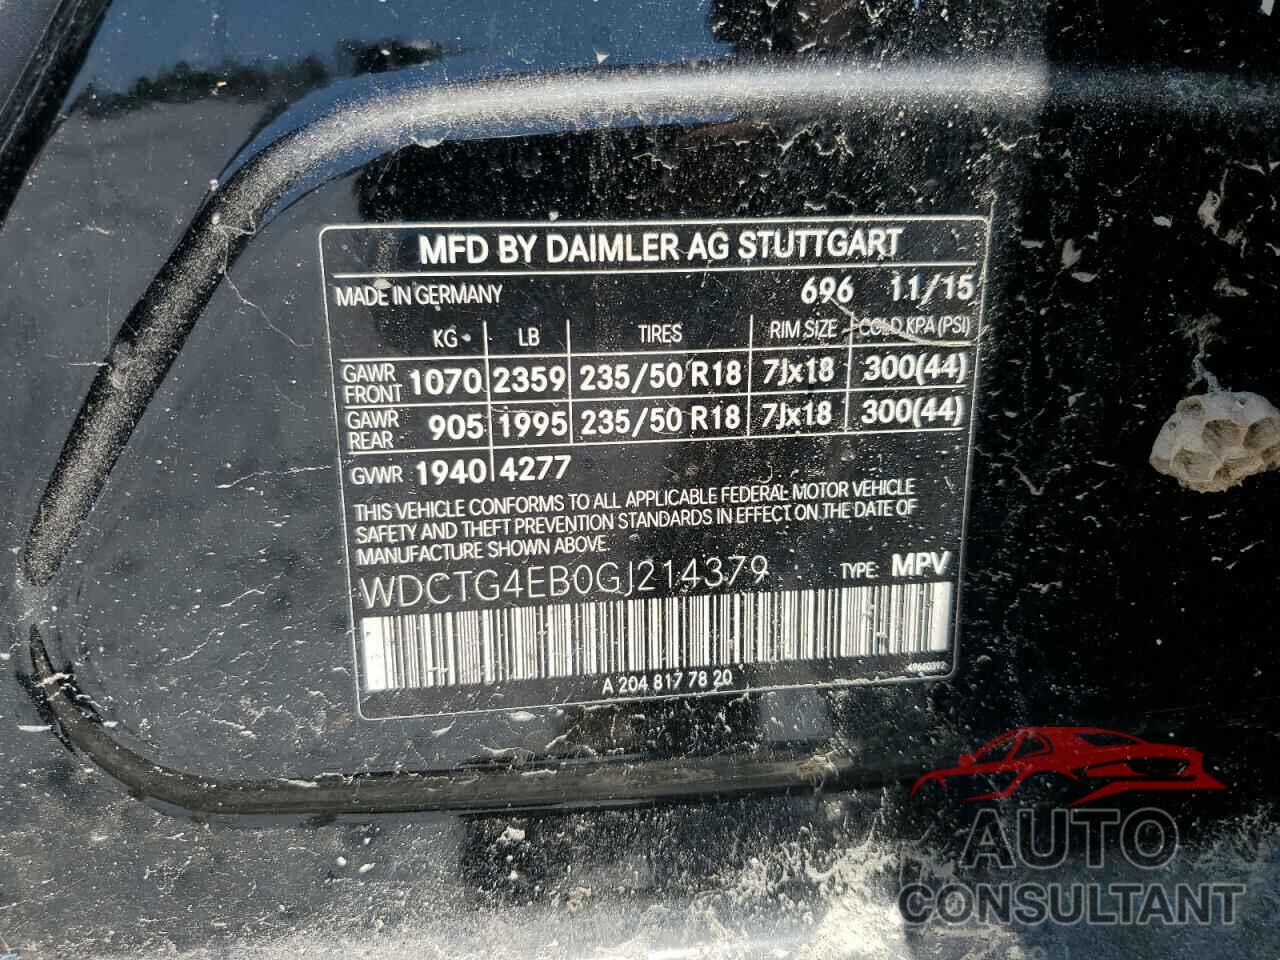 MFD BY DAIMLER AG STUTTGART
MADE IN GERMANY 696 11/15
KG LB TIRES RIM SIZE COLD KPA (PSI)
GAWR FRONT 1070 2359 235/50 R18 7Jx18 300(44)
GAWR REAR 905 1995 235/50 R18 7Jx18 300(44)
GVWR 1940 4277
THIS VEHICLE CONFORMS TO ALL APPLICABLE FEDERAL MOTOR VEHICLE
SAFETY AND THEFT PREVENTION STANDARDS IN EFFECT ON THE DATE OF
MANUFACTURE SHOWN ABOVE.
WDCTG4EB0GJ214379 TYPE: MPV
49660392
A 204 817 78 20
AUTO
CONSULTANT